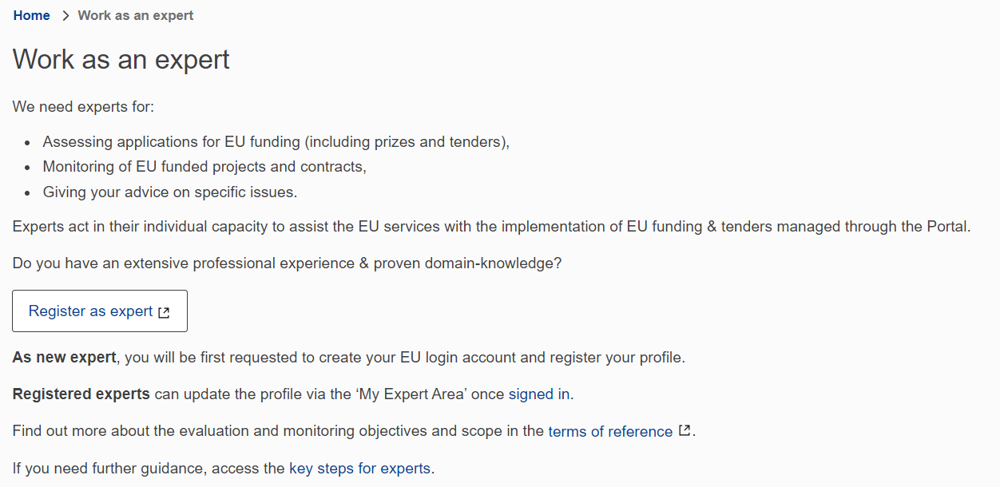 Home > Work as an expert
Work as an expert
We need experts for:
• Assessing applications for EU funding (including prizes and tenders),
• Monitoring of EU funded projects and contracts,
• Giving your advice on specific issues.
Experts act in their individual capacity to assist the EU services with the implementation of EU funding & tenders managed through the Portal.
Do you have an extensive professional experience & proven domain-knowledge?
Register as expert
As new expert, you will be first requested to create your EU login account and register your profile.
Registered experts can update the profile via the ‘My Expert Area’ once signed in.
Find out more about the evaluation and monitoring objectives and scope in the terms of reference .
If you need further guidance, access the key steps for experts.